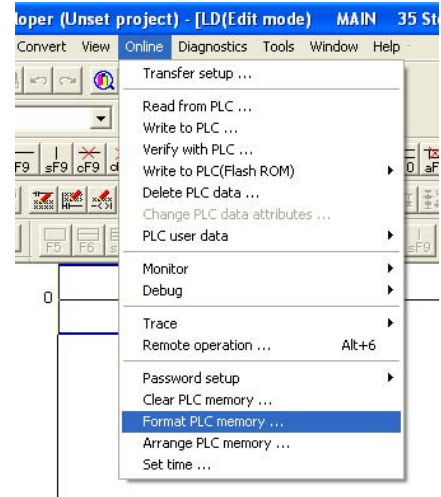 loper (Unset project) - [LD(Edit mode) MAIN 35 St
Convert View Online Diagnostics Tools Window Help
Transfer setup ...
Read from PLC ...
Write to PLC ...
Verify with PLC ...
Write to PLC(Flash ROM)
Delete PLC data ...
Change PLC data attributes ...
PLC user data
Monitor
Debug
Trace
Remote operation ... Alt+6
Password setup
Clear PLC memory ...
Format PLC memory ...
Arrange PLC memory ...
Set time ...
F9 sF9 cF9
F5 F6
sF9
0